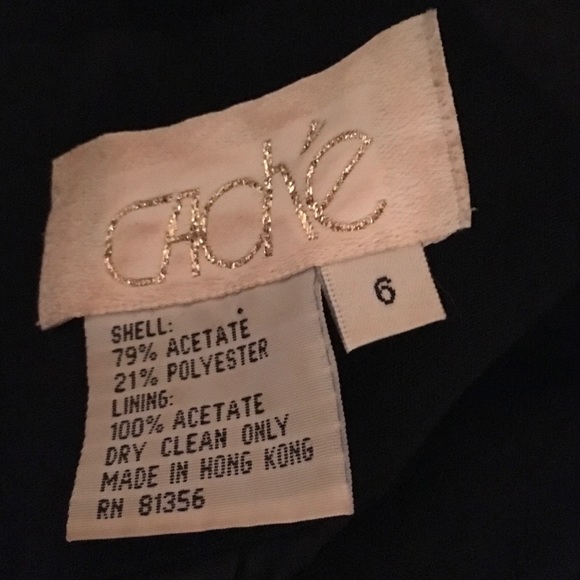 CAché
6
SHELL:
79% ACETATE
21% POLYESTER
LINING:
100% ACETATE
DRY CLEAN ONLY
MADE IN HONG KONG
RN 81356